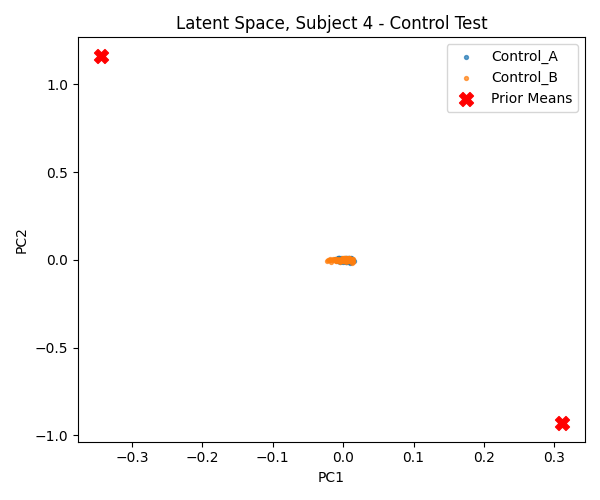 Latent Space, Subject 4 - Control Test
Control_A
Control_B
Prior Means
PC2
1.0
0.5
0.0
−0.5
−1.0
−0.3
−0.2
−0.1
0.0
0.1
0.2
0.3
PC1